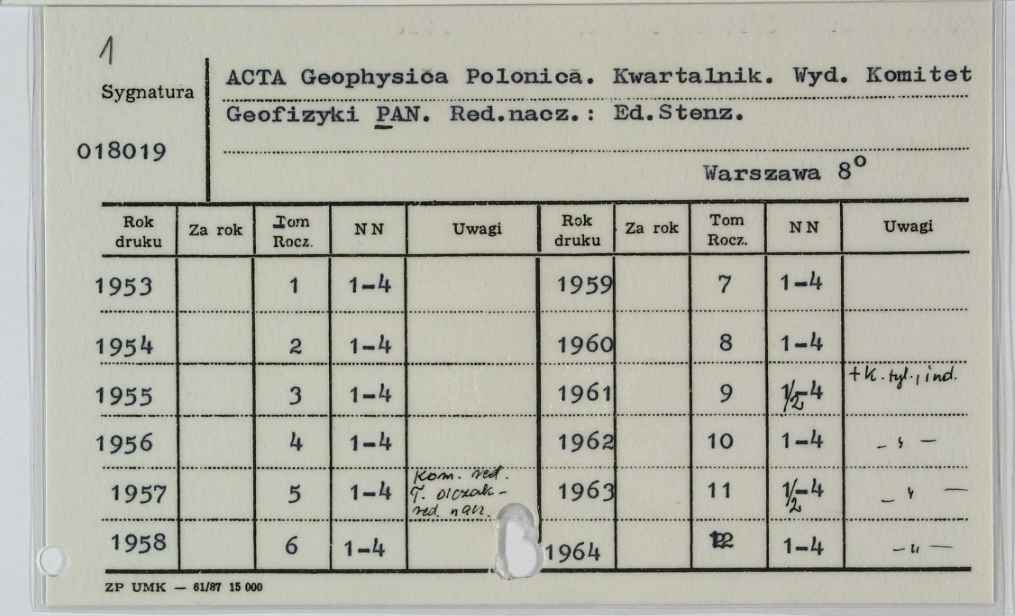 1
Sygnatura
018019
ACTA Geophysica Polonica. Kwartalnik. Wyd. Komitet
Geofizyki PAN. Red.nacz.: Ed.Stenz.
Warszawa 8°
Rok druku Za rok Tom Rocz. NN Uwagi Rok druku Za rok Tom Rocz. NN Uwagi
1953 1 1-4 1959 7 1-4
1954 2 1-4 1960 8 1-4
1955 3 1-4 1961 9 1/2-4 +k.tyt., ind.
1956 4 1-4 1962 10 1-4 - „ -
1957 5 1-4 Kom. red. T. Olczak - red. nacz. 1963 11 1/2-4 - „ -
1958 6 1-4 1964 12 1-4 - „ -
ZP UMK — 61/87 15 000